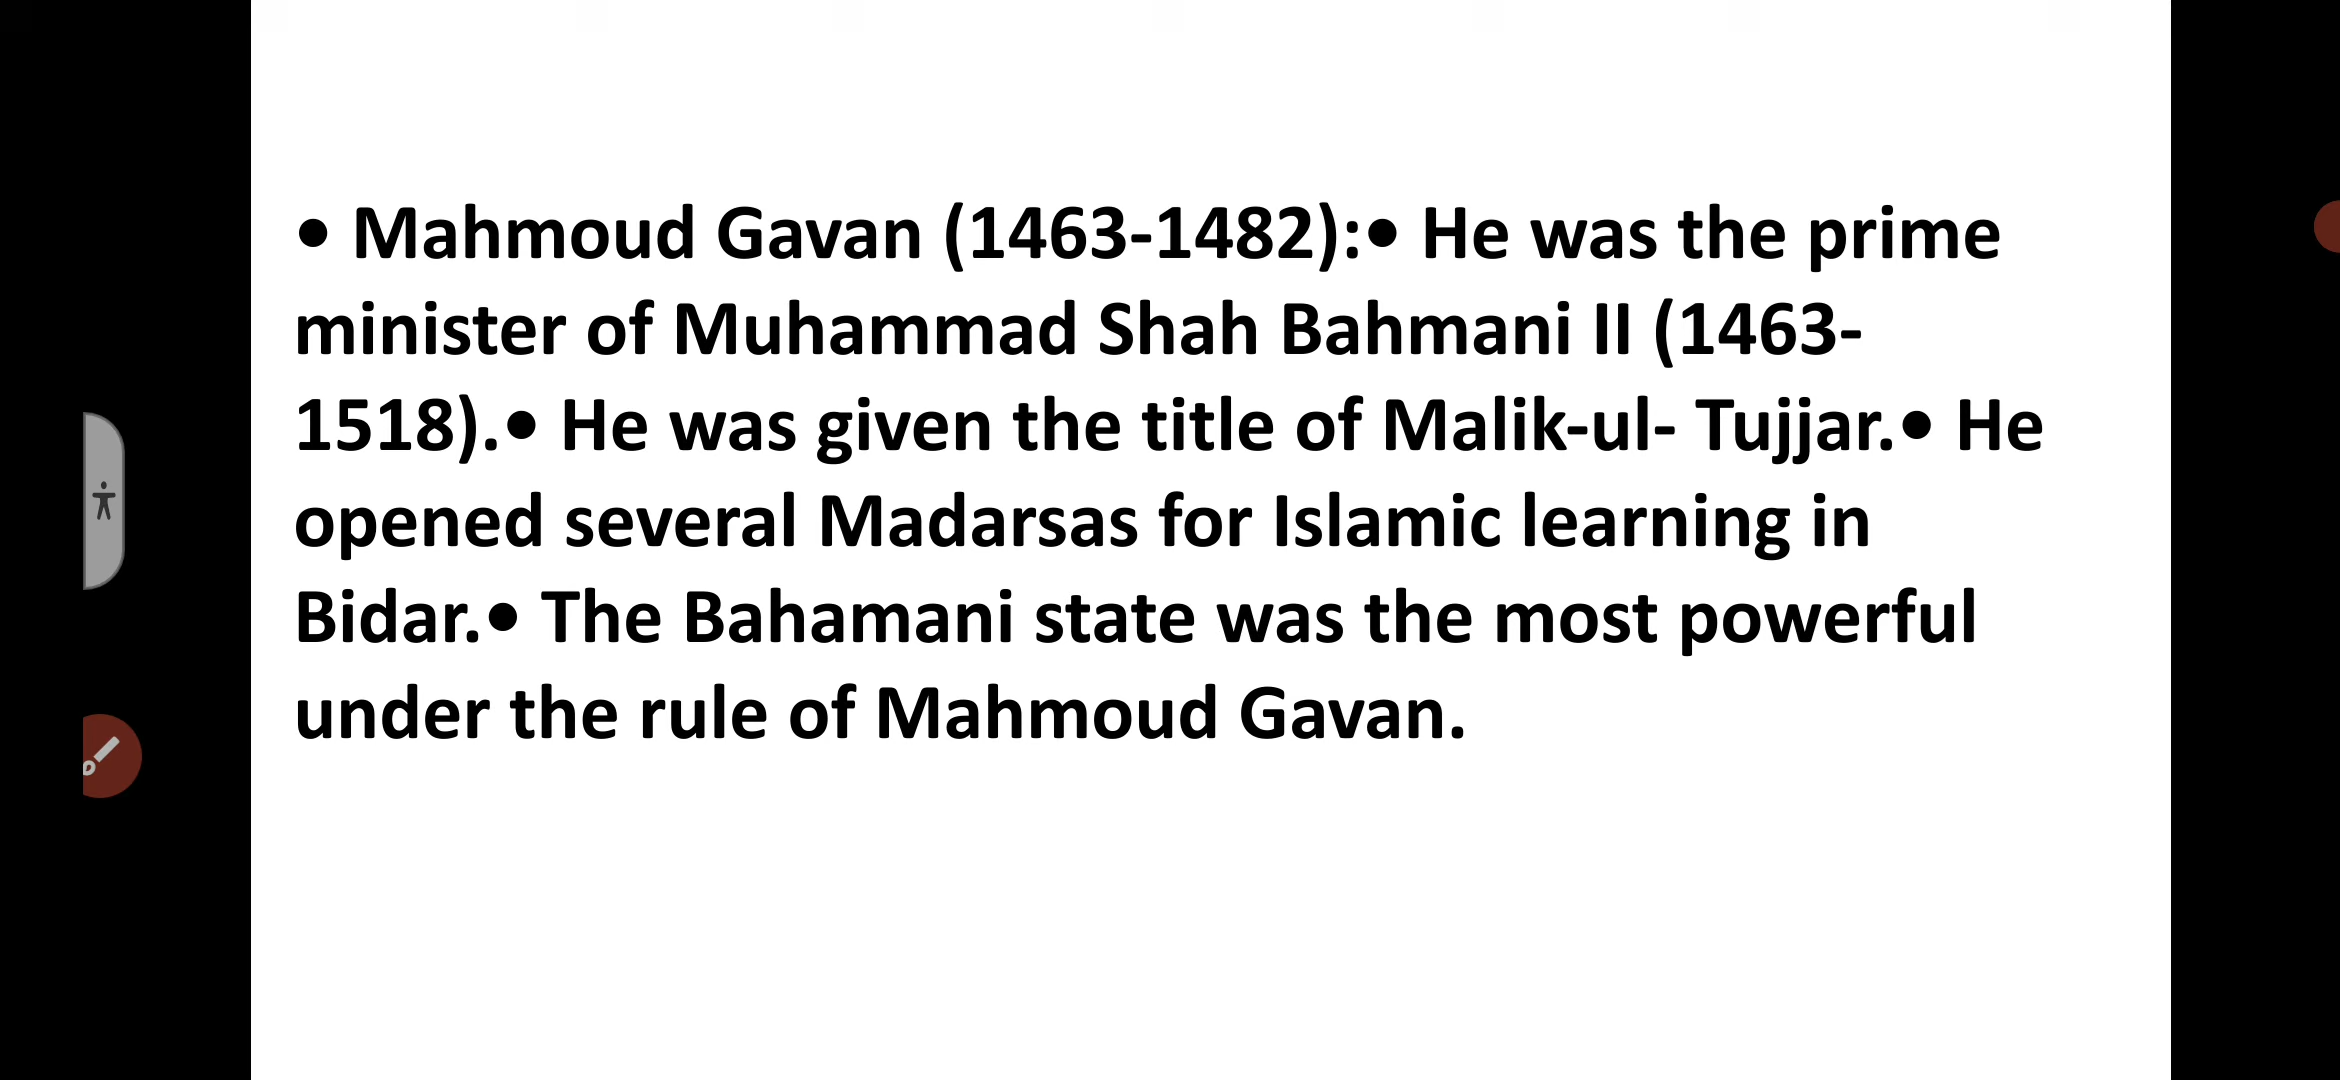 • Mahmoud Gavan (1463-1482):• He was the prime
minister of Muhammad Shah Bahmani II (1463-
1518).• He was given the title of Malik-ul- Tujjar.• He
opened several Madarsas for Islamic learning in
Bidar.• The Bahamani state was the most powerful
under the rule of Mahmoud Gavan.